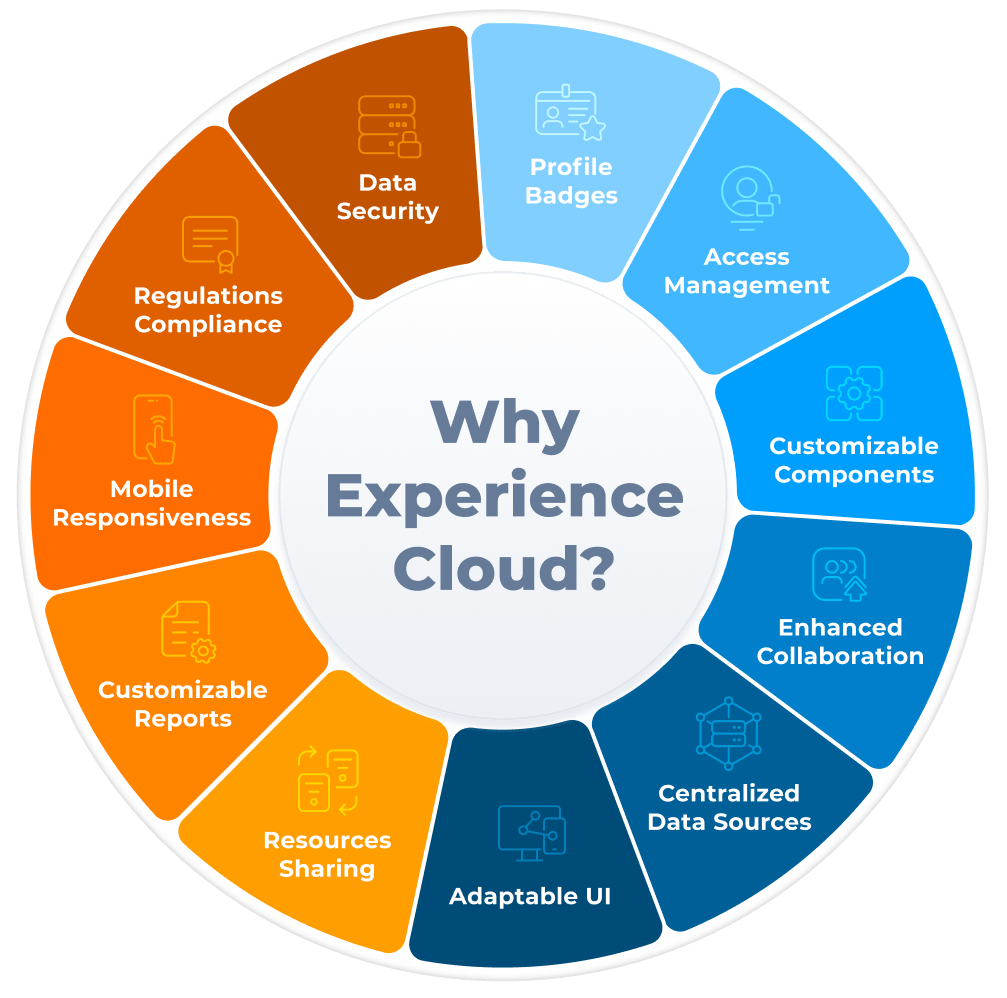 Why
Experience
Cloud?
Profile
Badges
Access
Management
Customizable
Components
Enhanced
Collaboration
Centralized
Data Sources
Adaptable UI
Resources
Sharing
Customizable
Reports
Mobile
Responsiveness
Regulations
Compliance
Data
Security